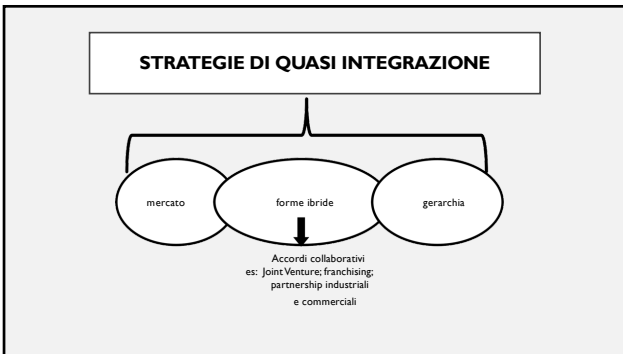 STRATEGIE DI QUASI INTEGRAZIONE
mercato
forme ibride
gerarchia
Accordi collaborativi
es: Joint Venture; franchising;
partnership industriali
e commerciali